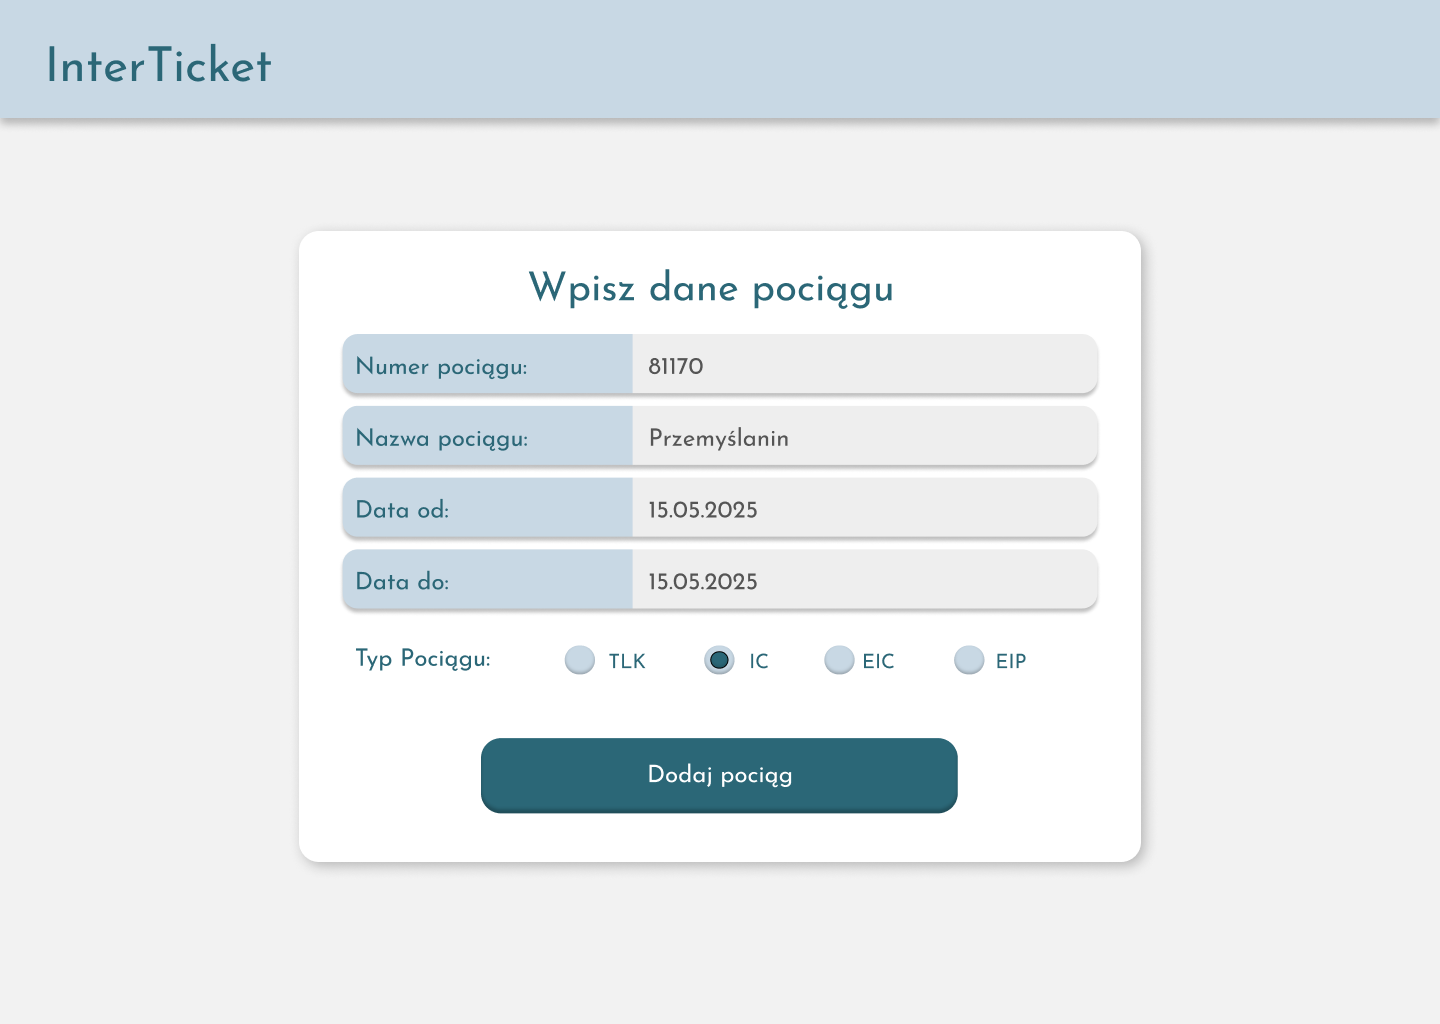 InterTicket
Wpisz dane pociągu
Numer pociągu: 81170
Nazwa pociągu: Przemyślanin
Data od: 15.05.2025
Data do: 15.05.2025
Typ Pociągu: TLK IC EIC EIP
Dodaj pociąg